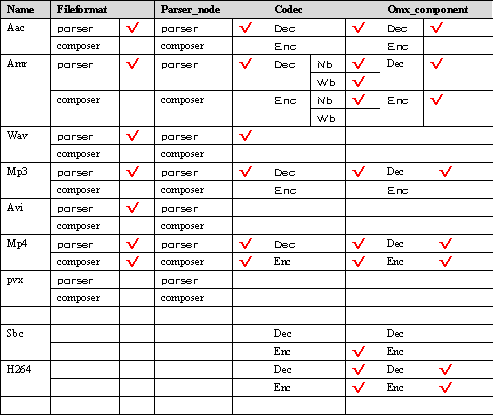 Name Fileformat Parser_node Codec Omx_component
Aac parser ✓ parser ✓ Dec ✓ Dec ✓
composer composer Enc Enc
Amr parser ✓ parser ✓ Dec Nb ✓ Dec ✓
Wb ✓
composer composer Enc Nb ✓ Enc ✓
Wb
Wav parser ✓ parser ✓
composer composer
Mp3 parser ✓ parser ✓ Dec ✓ Dec ✓
composer composer Enc Enc
Avi parser ✓ parser
composer composer
Mp4 parser ✓ parser ✓ Dec ✓ Dec ✓
composer ✓ composer ✓ Enc ✓ Enc ✓
pvx parser parser
composer composer
Sbc Dec Dec
Enc ✓ Enc
H264 Dec ✓ Dec ✓
Enc ✓ Enc ✓